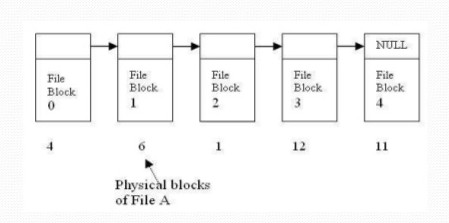 NULL
File Block 0
File Block 1
File Block 2
File Block 3
File Block 4
4 6 1 12 11
Physical blocks
of File A